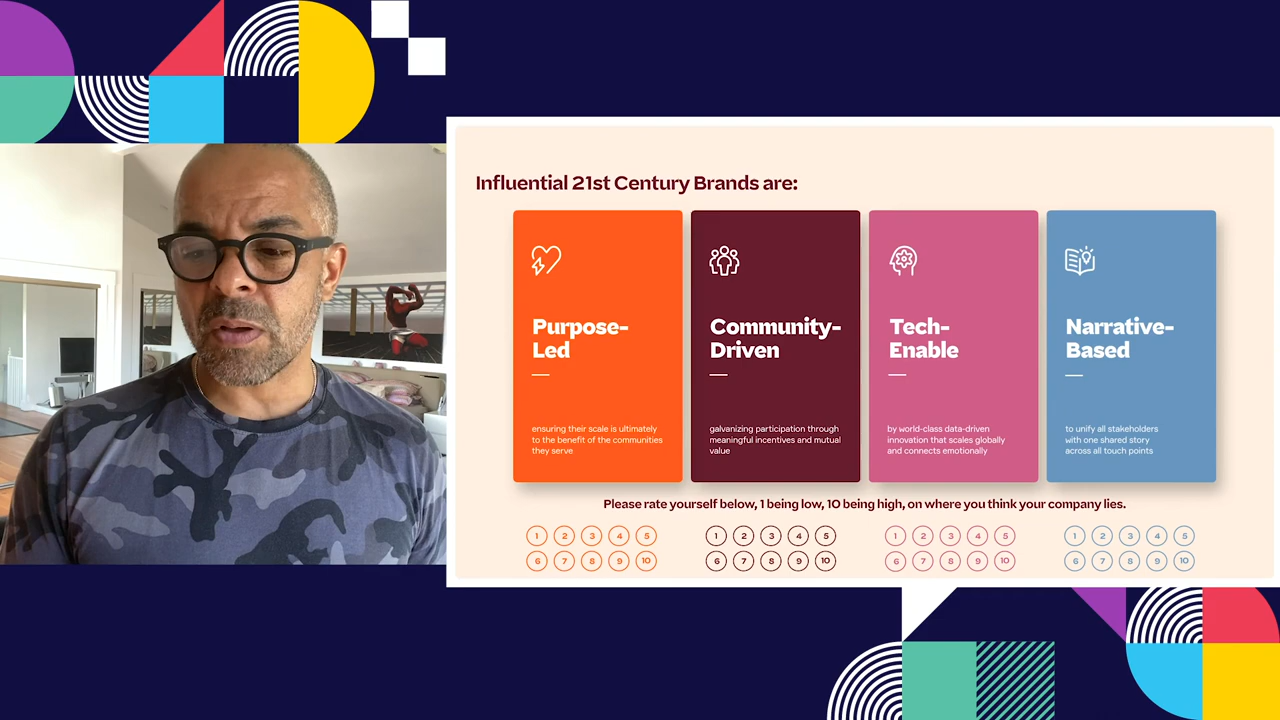 Influential 21st Century Brands are:
Purpose-
Led
ensuring their scale is ultimately
to the benefit of the communities
they serve
Community-
Driven
galvanizing participation through
meaningful incentives and mutual
value
Tech-
Enable
by world-class data-driven
innovation that scales globally
and connects emotionally
Narrative-
Based
to unify all stakeholders
with one shared story
across all touch points
Please rate yourself below, 1 being low, 10 being high, on where you think your company lies.
1 2 3 4 5
6 7 8 9 10
1 2 3 4 5
6 7 8 9 10
1 2 3 4 5
6 7 8 9 10
1 2 3 4 5
6 7 8 9 10